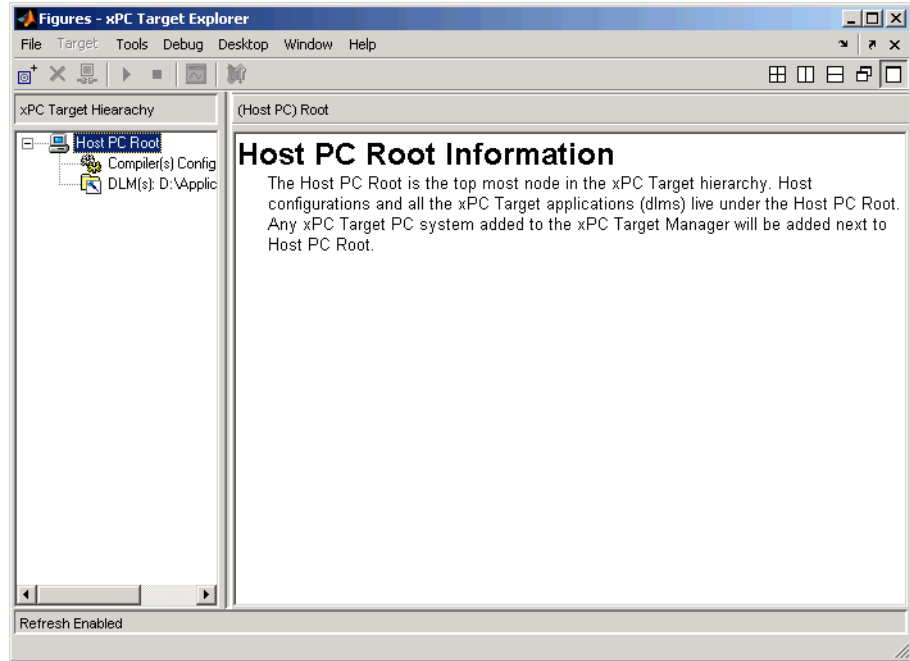 Figures - xPC Target Explorer
File Target Tools Debug Desktop Window Help
xPC Target Hiearachy
(Host PC) Root
Host PC Root
Compiler(s) Config
DLM(s): D:\Applic
Host PC Root Information
The Host PC Root is the top most node in the xPC Target hierarchy. Host
configurations and all the xPC Target applications (dlms) live under the Host PC Root.
Any xPC Target PC system added to the xPC Target Manager will be added next to
Host PC Root.
Refresh Enabled